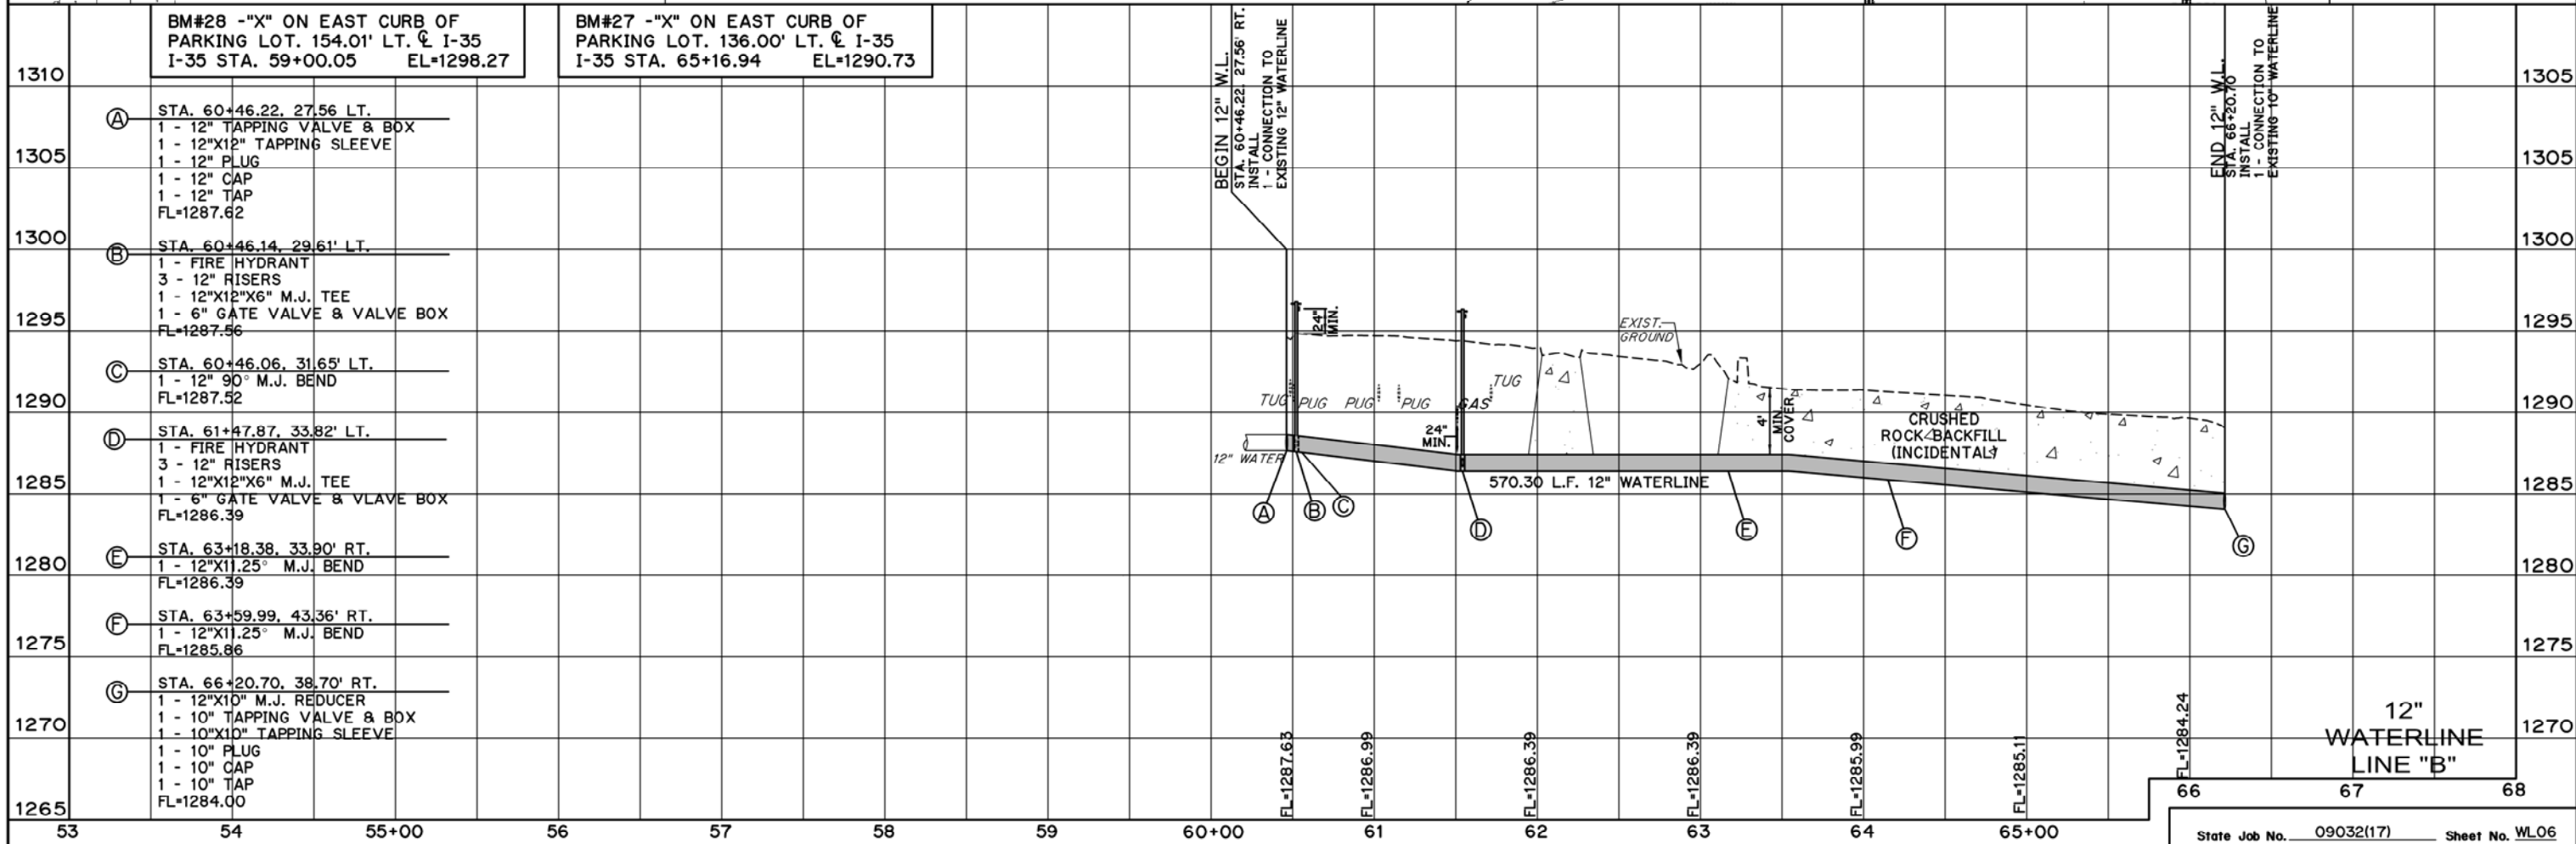 BM#28 -"X" ON EAST CURB OF
PARKING LOT. 154.01' LT. ℄ I-35
I-35 STA. 59+00.05 EL=1298.27
BM#27 -"X" ON EAST CURB OF
PARKING LOT. 136.00' LT. ℄ I-35
I-35 STA. 65+16.94 EL=1290.73
BEGIN 12" W.L.
STA. 60+46.22, 27.56' RT.
INSTALL
1 - CONNECTION TO
EXISTING 12" WATERLINE
END 12" W.L.
STA. 66+20.70
INSTALL
1 - CONNECTION TO
EXISTING 10" WATERLINE
1310
1305
1300
1295
1290
1285
1280
1275
1270
1265
1305
1305
1300
1295
1290
1285
1280
1275
1270
A
STA. 60+46.22, 27.56 LT.
1 - 12" TAPPING VALVE & BOX
1 - 12"X12" TAPPING SLEEVE
1 - 12" PLUG
1 - 12" CAP
1 - 12" TAP
FL=1287.62
B
STA. 60+46.14, 29.61' LT.
1 - FIRE HYDRANT
3 - 12" RISERS
1 - 12"X12"X6" M.J. TEE
1 - 6" GATE VALVE & VALVE BOX
FL=1287.56
C
STA. 60+46.06, 31.65' LT.
1 - 12" 90° M.J. BEND
FL=1287.52
D
STA. 61+47.87, 33.82' LT.
1 - FIRE HYDRANT
3 - 12" RISERS
1 - 12"X12"X6" M.J. TEE
1 - 6" GATE VALVE & VLAVE BOX
FL=1286.39
E
STA. 63+18.38, 33.90' RT.
1 - 12"X11.25° M.J. BEND
FL=1286.39
F
STA. 63+59.99, 43.36' RT.
1 - 12"X11.25° M.J. BEND
FL=1285.86
G
STA. 66+20.70, 38.70' RT.
1 - 12"X10" M.J. REDUCER
1 - 10" TAPPING VALVE & BOX
1 - 10"X10" TAPPING SLEEVE
1 - 10" PLUG
1 - 10" CAP
1 - 10" TAP
FL=1284.00
24"
MIN.
EXIST.
GROUND
TUG
PUG
PUG
PUG
GAS
TUG
24"
MIN.
12" WATER
4'
MIN.
COVER
CRUSHED
ROCK BACKFILL
(INCIDENTAL)
570.30 L.F. 12" WATERLINE
A
B
C
D
E
F
G
FL=1287.63
FL=1286.99
FL=1286.39
FL=1286.39
FL=1285.99
FL=1285.11
FL=1284.24
12"
WATERLINE
LINE "B"
53
54
55+00
56
57
58
59
60+00
61
62
63
64
65+00
66
67
68
State Job No. 09032(17) Sheet No. WL06